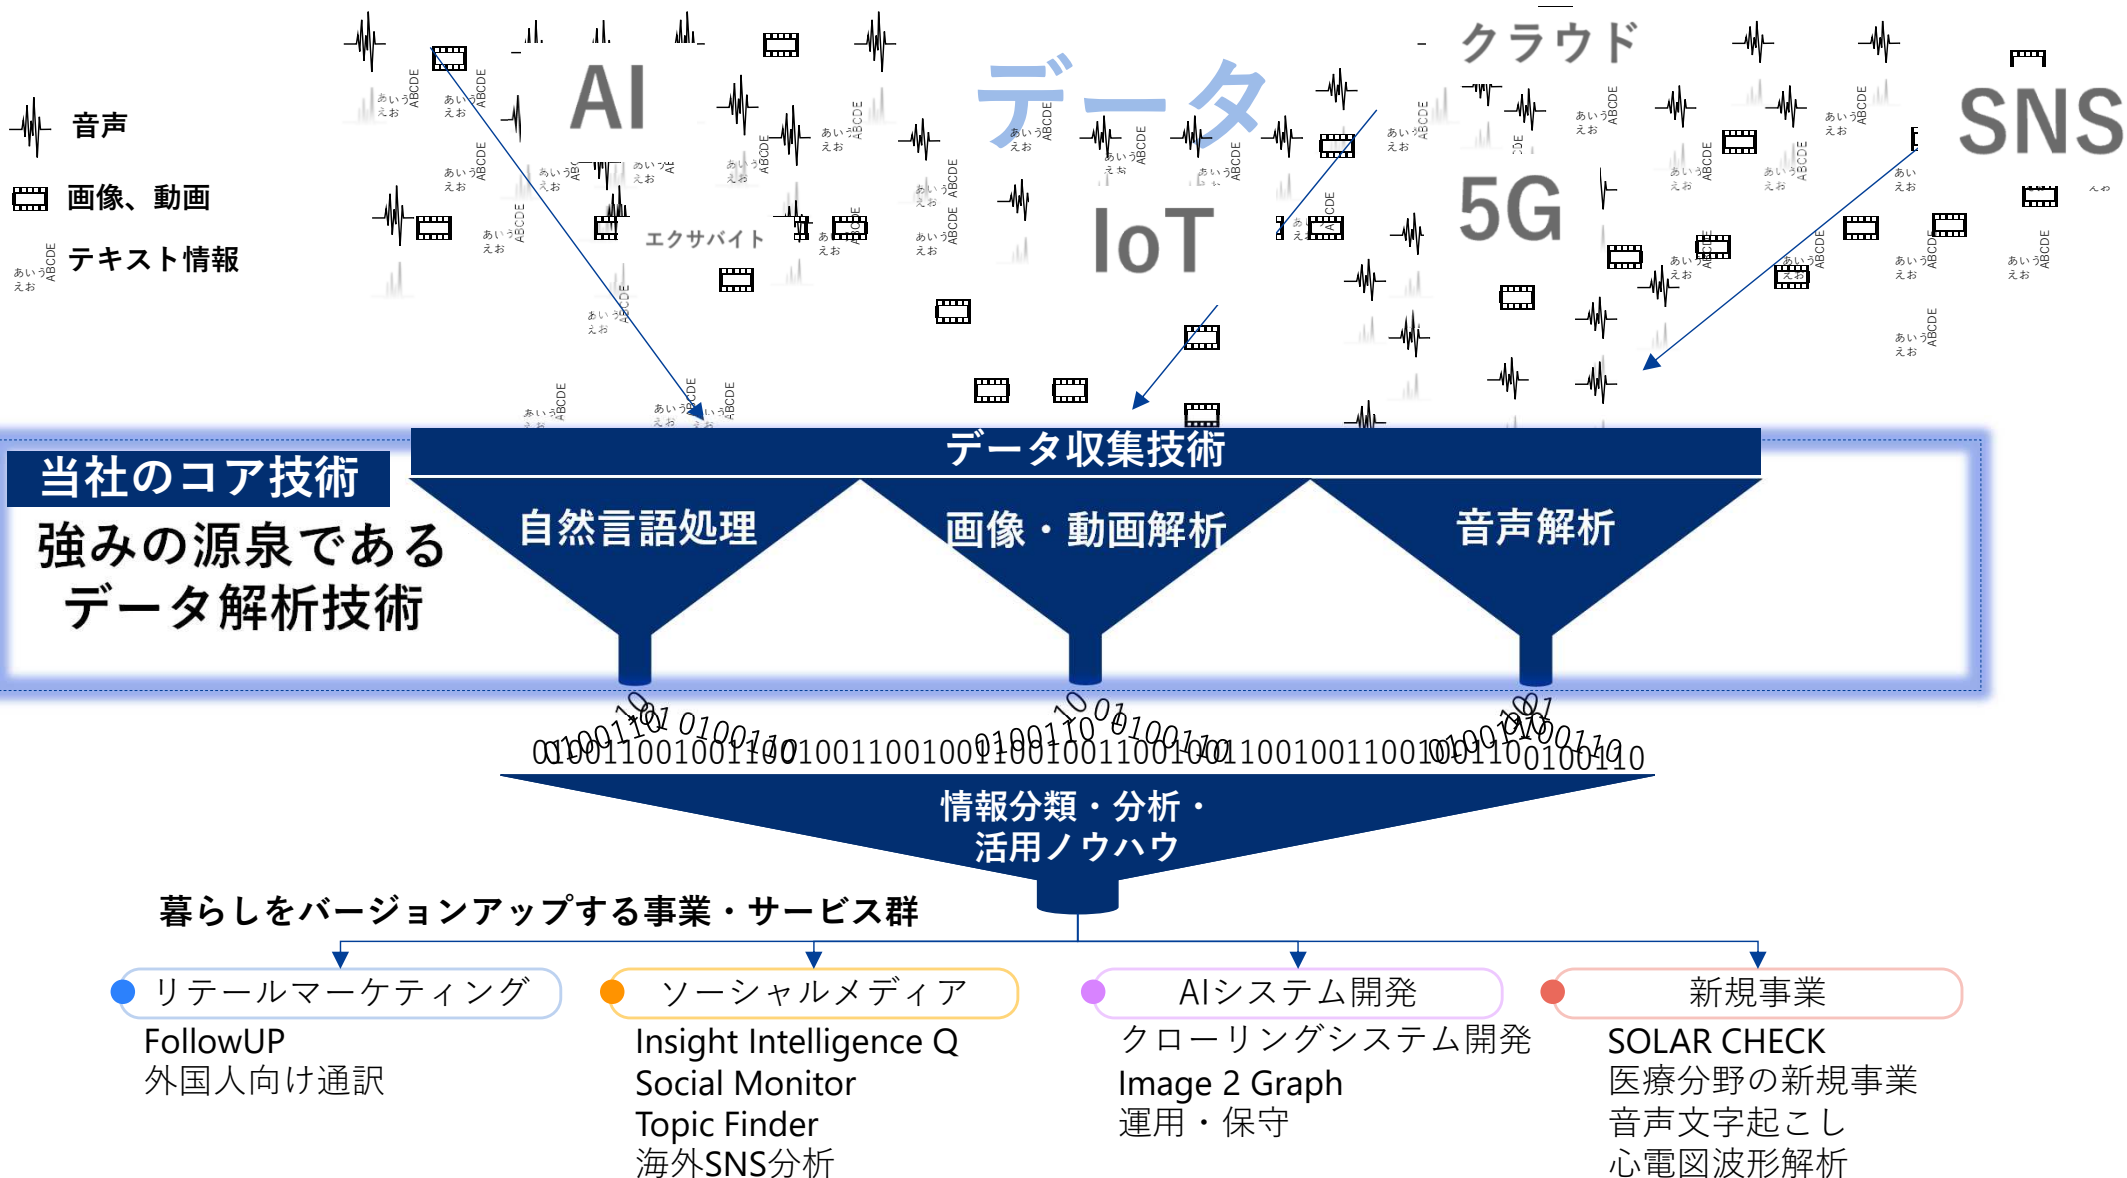 クラウド
データ
AI
SNS
音声
画像、動画
5G
IoT
エクサバイト
テキスト情報
あいう
えお
ABCDE
データ収集技術
当社のコア技術
強みの源泉である
データ解析技術
自然言語処理
画像・動画解析
音声解析
情報分類・分析・
活用ノウハウ
暮らしをバージョンアップする事業・サービス群
リテールマーケティング
FollowUP
外国人向け通訳
ソーシャルメディア
Insight Intelligence Q
Social Monitor
Topic Finder
海外SNS分析
AIシステム開発
クローリングシステム開発
Image 2 Graph
運用・保守
新規事業
SOLAR CHECK
医療分野の新規事業
音声文字起こし
心電図波形解析